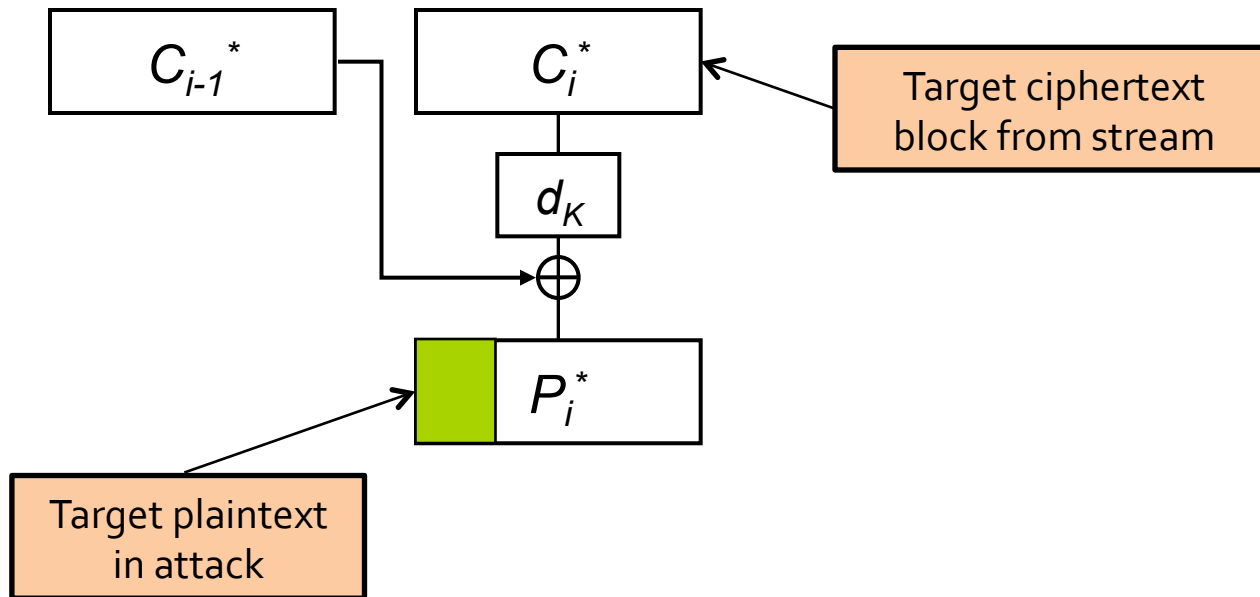 C_{i-1}^*
C_i^*
Target ciphertext
block from stream
d_K
P_i^*
Target plaintext
in attack